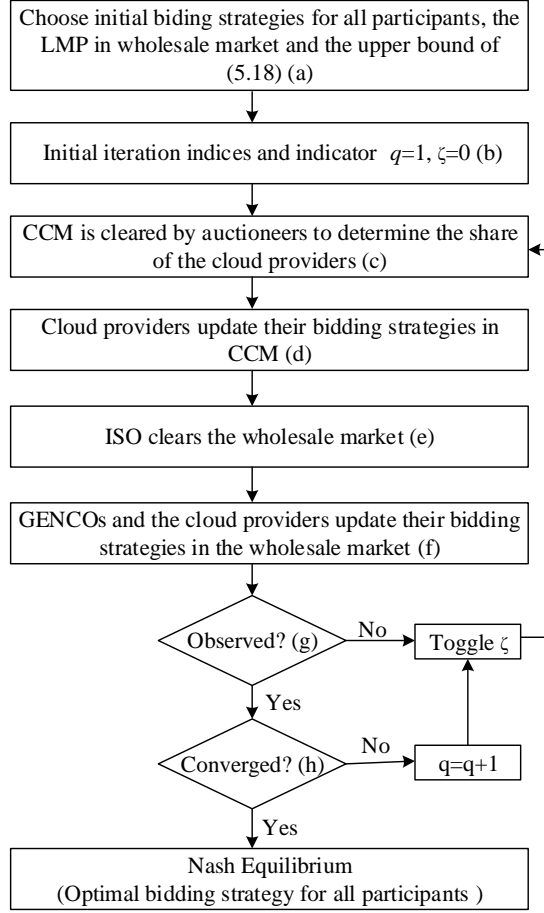 Choose initial biding strategies for all participants, the
LMP in wholesale market and the upper bound of
(5.18) (a)
Initial iteration indices and indicator q=1, ζ=0 (b)
CCM is cleared by auctioneers to determine the share
of the cloud providers (c)
Cloud providers update their bidding strategies in
CCM (d)
ISO clears the wholesale market (e)
GENCOs and the cloud providers update their bidding
strategies in the wholesale market (f)
Observed? (g)
No
Toggle ζ
Yes
Converged? (h)
No
q=q+1
Yes
Nash Equilibrium
(Optimal bidding strategy for all participants )